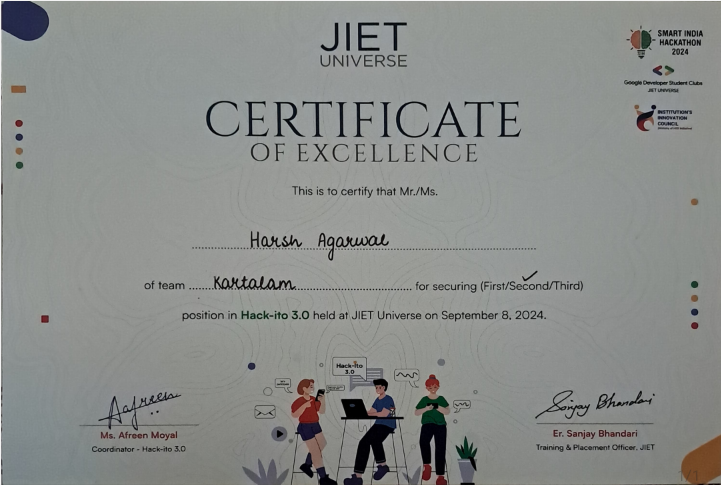 JIET
UNIVERSE
SMART INDIA
HACKATHON
2024
Google Developer Student Clubs
JIET UNIVERSE
INSTITUTION'S
INNOVATION
COUNCIL
CERTIFICATE
OF EXCELLENCE
This is to certify that Mr./Ms.
Harsh Agarwal
of team Kartalam for securing (First/Second/Third)
position in Hack-ito 3.0 held at JIET Universe on September 8, 2024.
Hack-ito
3.0
Afreen
Sanjay Bhandari
Ms. Afreen Moyal
Er. Sanjay Bhandari
Coordinator - Hack-ito 3.0
Training & Placement Officer, JIET
1/1